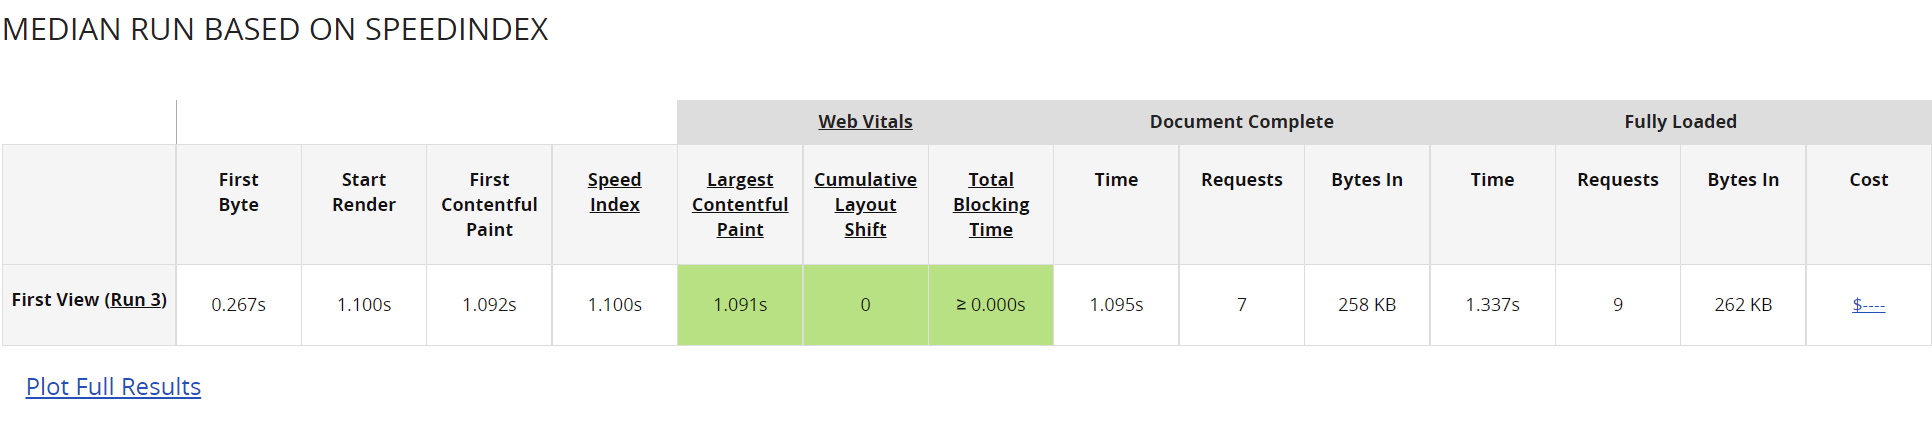 MEDIAN RUN BASED ON SPEEDINDEX
Web Vitals Document Complete Fully Loaded
First Byte Start Render First Contentful Paint Speed Index Largest Contentful Paint Cumulative Layout Shift Total Blocking Time Time Requests Bytes In Time Requests Bytes In Cost
First View (Run 3) 0.267s 1.100s 1.092s 1.100s 1.091s 0 ≥ 0.000s 1.095s 7 258 KB 1.337s 9 262 KB $----
Plot Full Results